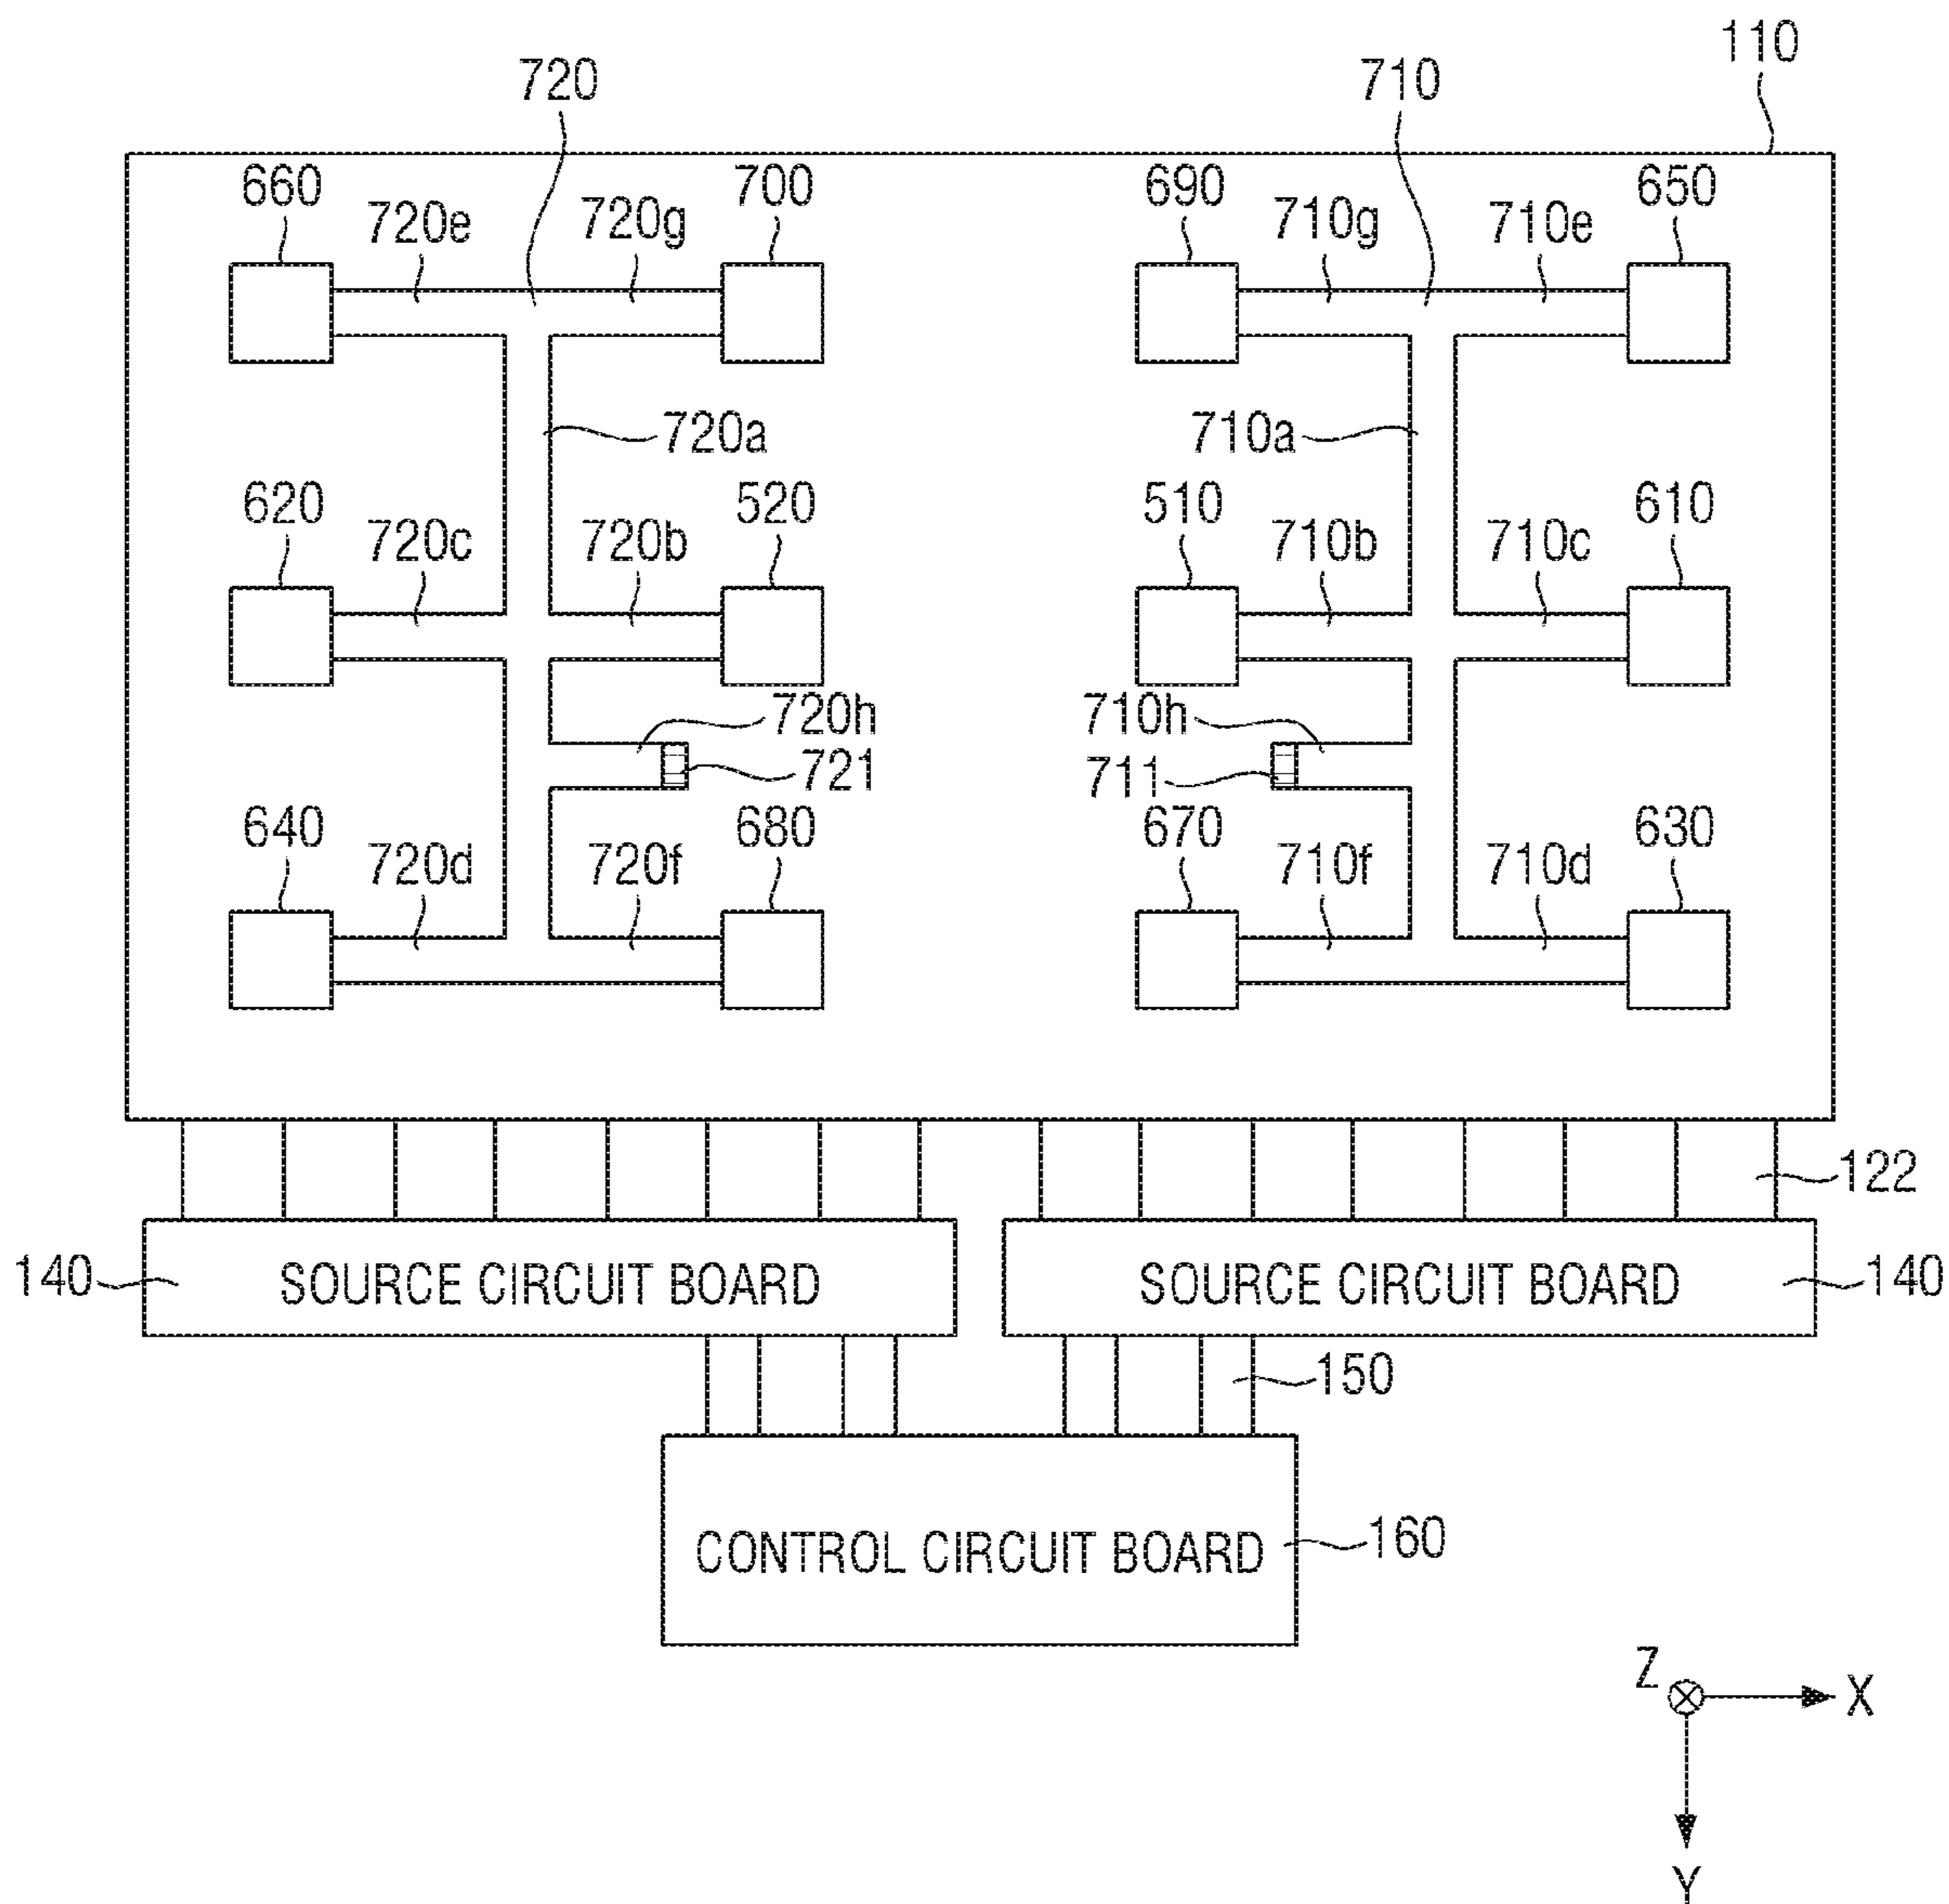 110
720 710
660 700 690 650
720e 720g 710g 710e
720a 710a
620 520 510 610
720c 720b 710b 710c
720h 710h
721 711
640 680 670 630
720d 720f 710f 710d
122
140 SOURCE CIRCUIT BOARD SOURCE CIRCUIT BOARD 140
150
CONTROL CIRCUIT BOARD 160
Z
X
Y